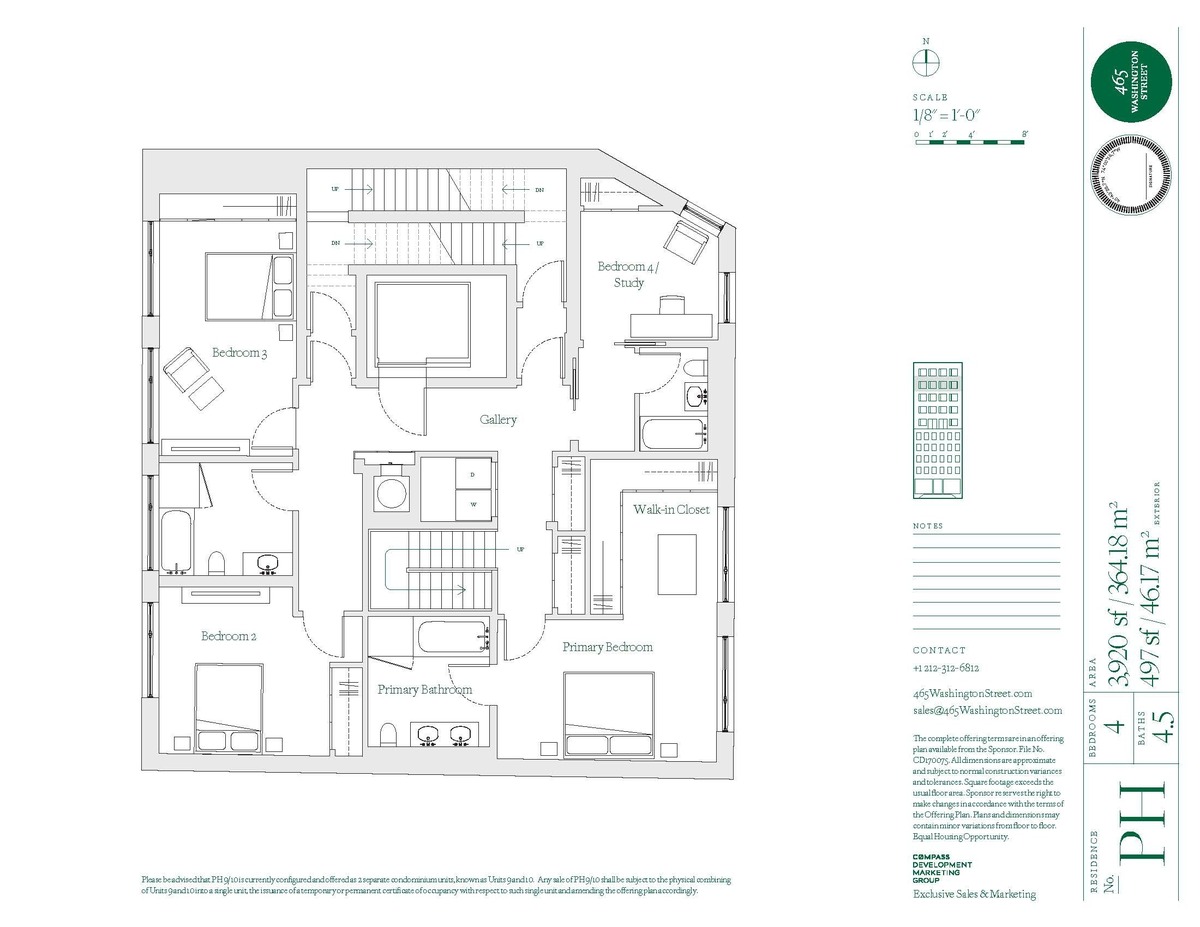 UP
DN
DN
UP
Bedroom 4 /
Study
Bedroom 3
Gallery
D
W
Walk-in Closet
UP
Bedroom 2
Primary Bedroom
Primary Bathroom
Please be advised that PH 9/10 is currently configured and offered as 2 separate condominium units, known as Units 9 and 10. Any sale of PH 9/10 shall be subject to the physical combining
of Units 9 and 10 into a single unit, the issuance of a temporary or permanent certificate of occupancy with respect to such single unit and amending the offering plan accordingly.
N
SCALE
1/8" = 1'-0"
0 1' 2' 4' 8'
NOTES
CONTACT
+1 212-312-6812
465WashingtonStreet.com
sales@465WashingtonStreet.com
The complete offering terms are in an offering
plan available from the Sponsor. File No.
CD170075. All dimensions are approximate
and subject to normal construction variances
and tolerances. Square footage exceeds the
usual floor area. Sponsor reserves the right to
make changes in accordance with the terms of
the Offering Plan. Plans and dimensions may
contain minor variations from floor to floor.
Equal Housing Opportunity.
COMPASS
DEVELOPMENT
MARKETING
GROUP
Exclusive Sales & Marketing
465
WASHINGTON
STREET
SIGNATURE
AREA
3,920 sf / 364.18 m²
497 sf / 46.17 m² EXTERIOR
BEDROOMS
4
BATHS
4.5
RESIDENCE
No. PH